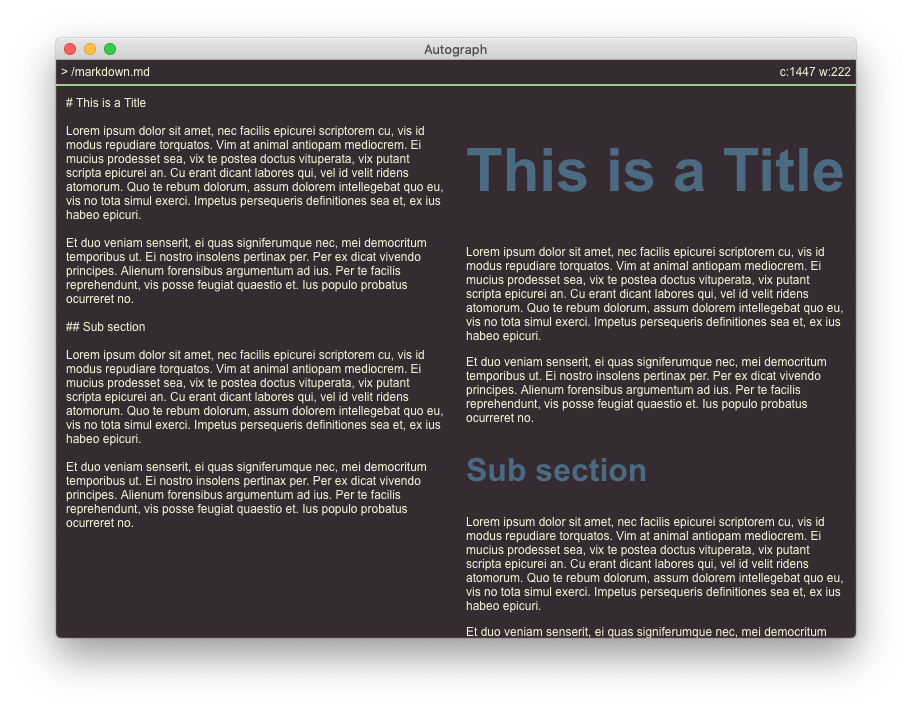 Autograph
> /markdown.md
c:1447 w:222
# This is a Title
Lorem ipsum dolor sit amet, nec facilis epicurei scriptorem cu, vis id
modus repudiare torquatos. Vim at animal antiopam mediocrem. Ei
mucius prodesset sea, vix te postea doctus vituperata, vix putant
scripta epicurei an. Cu erant dicant labores qui, vel id velit ridens
atomorum. Quo te rebum dolorum, assum dolorem intellegebat quo eu,
vis no tota simul exerci. Impetus persequeris definitiones sea et, ex ius
habeo epicuri.
Et duo veniam senserit, ei quas signiferumque nec, mei democritum
temporibus ut. Ei nostro insolens pertinax per. Per ex dicat vivendo
principes. Alienum forensibus argumentum ad ius. Per te facilis
reprehendunt, vis posse feugiat quaestio et. Ius populo probatus
ocurreret no.
## Sub section
Lorem ipsum dolor sit amet, nec facilis epicurei scriptorem cu, vis id
modus repudiare torquatos. Vim at animal antiopam mediocrem. Ei
mucius prodesset sea, vix te postea doctus vituperata, vix putant
scripta epicurei an. Cu erant dicant labores qui, vel id velit ridens
atomorum. Quo te rebum dolorum, assum dolorem intellegebat quo eu,
vis no tota simul exerci. Impetus persequeris definitiones sea et, ex ius
habeo epicuri.
Et duo veniam senserit, ei quas signiferumque nec, mei democritum
temporibus ut. Ei nostro insolens pertinax per. Per ex dicat vivendo
principes. Alienum forensibus argumentum ad ius. Per te facilis
reprehendunt, vis posse feugiat quaestio et. Ius populo probatus
ocurreret no.
This is a Title
Lorem ipsum dolor sit amet, nec facilis epicurei scriptorem cu, vis id
modus repudiare torquatos. Vim at animal antiopam mediocrem. Ei
mucius prodesset sea, vix te postea doctus vituperata, vix putant
scripta epicurei an. Cu erant dicant labores qui, vel id velit ridens
atomorum. Quo te rebum dolorum, assum dolorem intellegebat quo eu,
vis no tota simul exerci. Impetus persequeris definitiones sea et, ex ius
habeo epicuri.
Et duo veniam senserit, ei quas signiferumque nec, mei democritum
temporibus ut. Ei nostro insolens pertinax per. Per ex dicat vivendo
principes. Alienum forensibus argumentum ad ius. Per te facilis
reprehendunt, vis posse feugiat quaestio et. Ius populo probatus
ocurreret no.
Sub section
Lorem ipsum dolor sit amet, nec facilis epicurei scriptorem cu, vis id
modus repudiare torquatos. Vim at animal antiopam mediocrem. Ei
mucius prodesset sea, vix te postea doctus vituperata, vix putant
scripta epicurei an. Cu erant dicant labores qui, vel id velit ridens
atomorum. Quo te rebum dolorum, assum dolorem intellegebat quo eu,
vis no tota simul exerci. Impetus persequeris definitiones sea et, ex ius
habeo epicuri.
Et duo veniam senserit, ei quas signiferumque nec, mei democritum